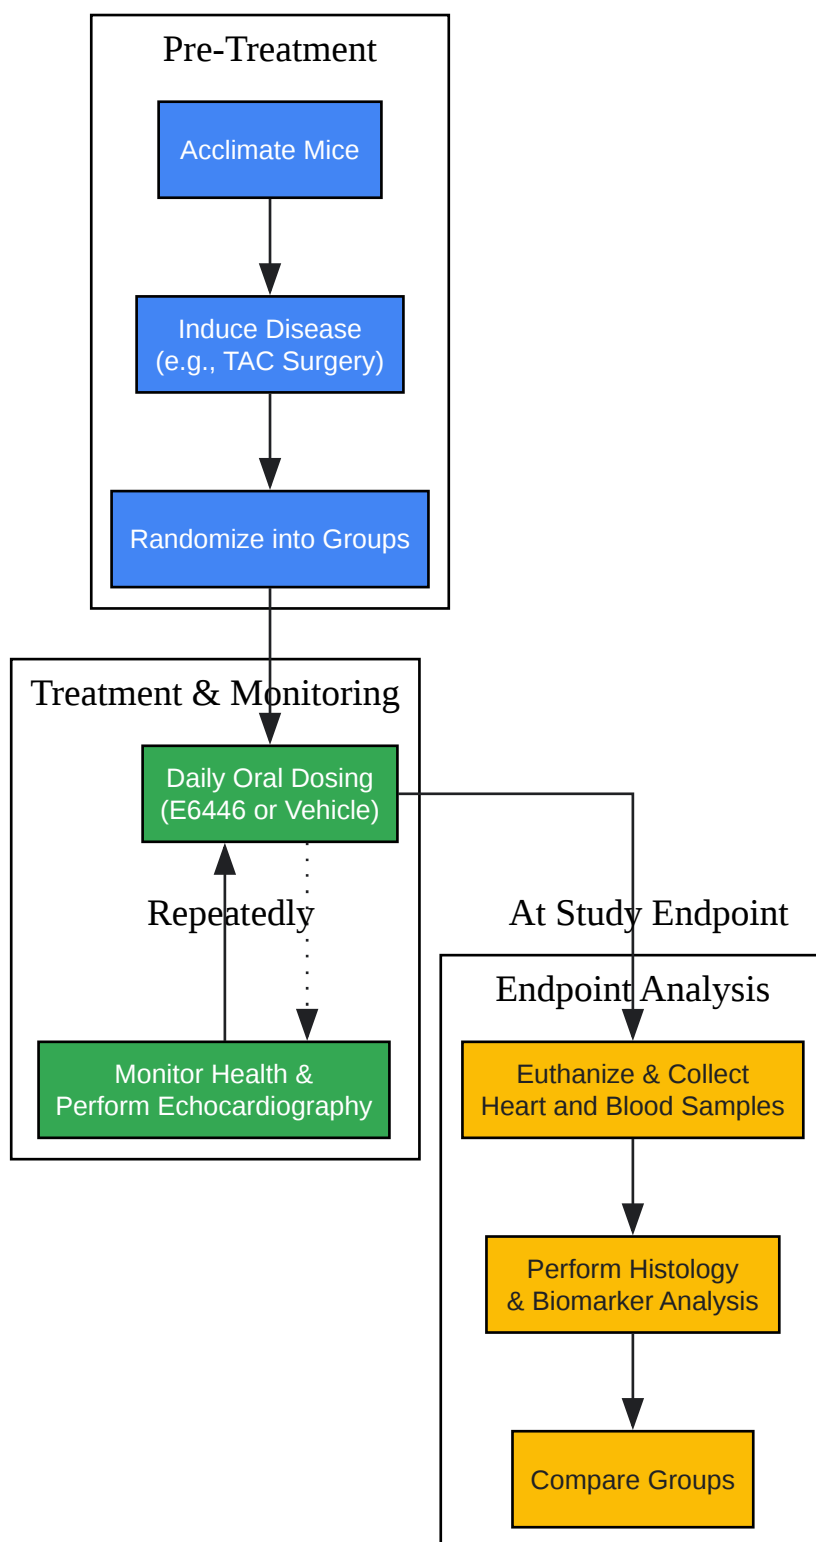 Pre-Treatment
Acclimate Mice
Induce Disease
(e.g., TAC Surgery)
Randomize into Groups
Treatment & Monitoring
Daily Oral Dosing
(E6446 or Vehicle)
Repeatedly
At Study Endpoint
Monitor Health &
Perform Echocardiography
Endpoint Analysis
Euthanize & Collect
Heart and Blood Samples
Perform Histology
& Biomarker Analysis
Compare Groups